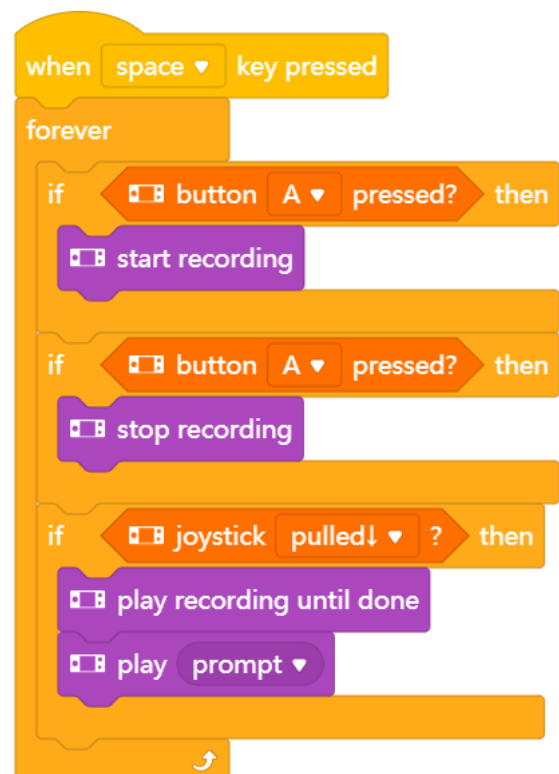 when space ▼ key pressed
forever
if button A ▼ pressed? then
start recording
if button A ▼ pressed? then
stop recording
if joystick pulled↓ ▼ ? then
play recording until done
play prompt ▼